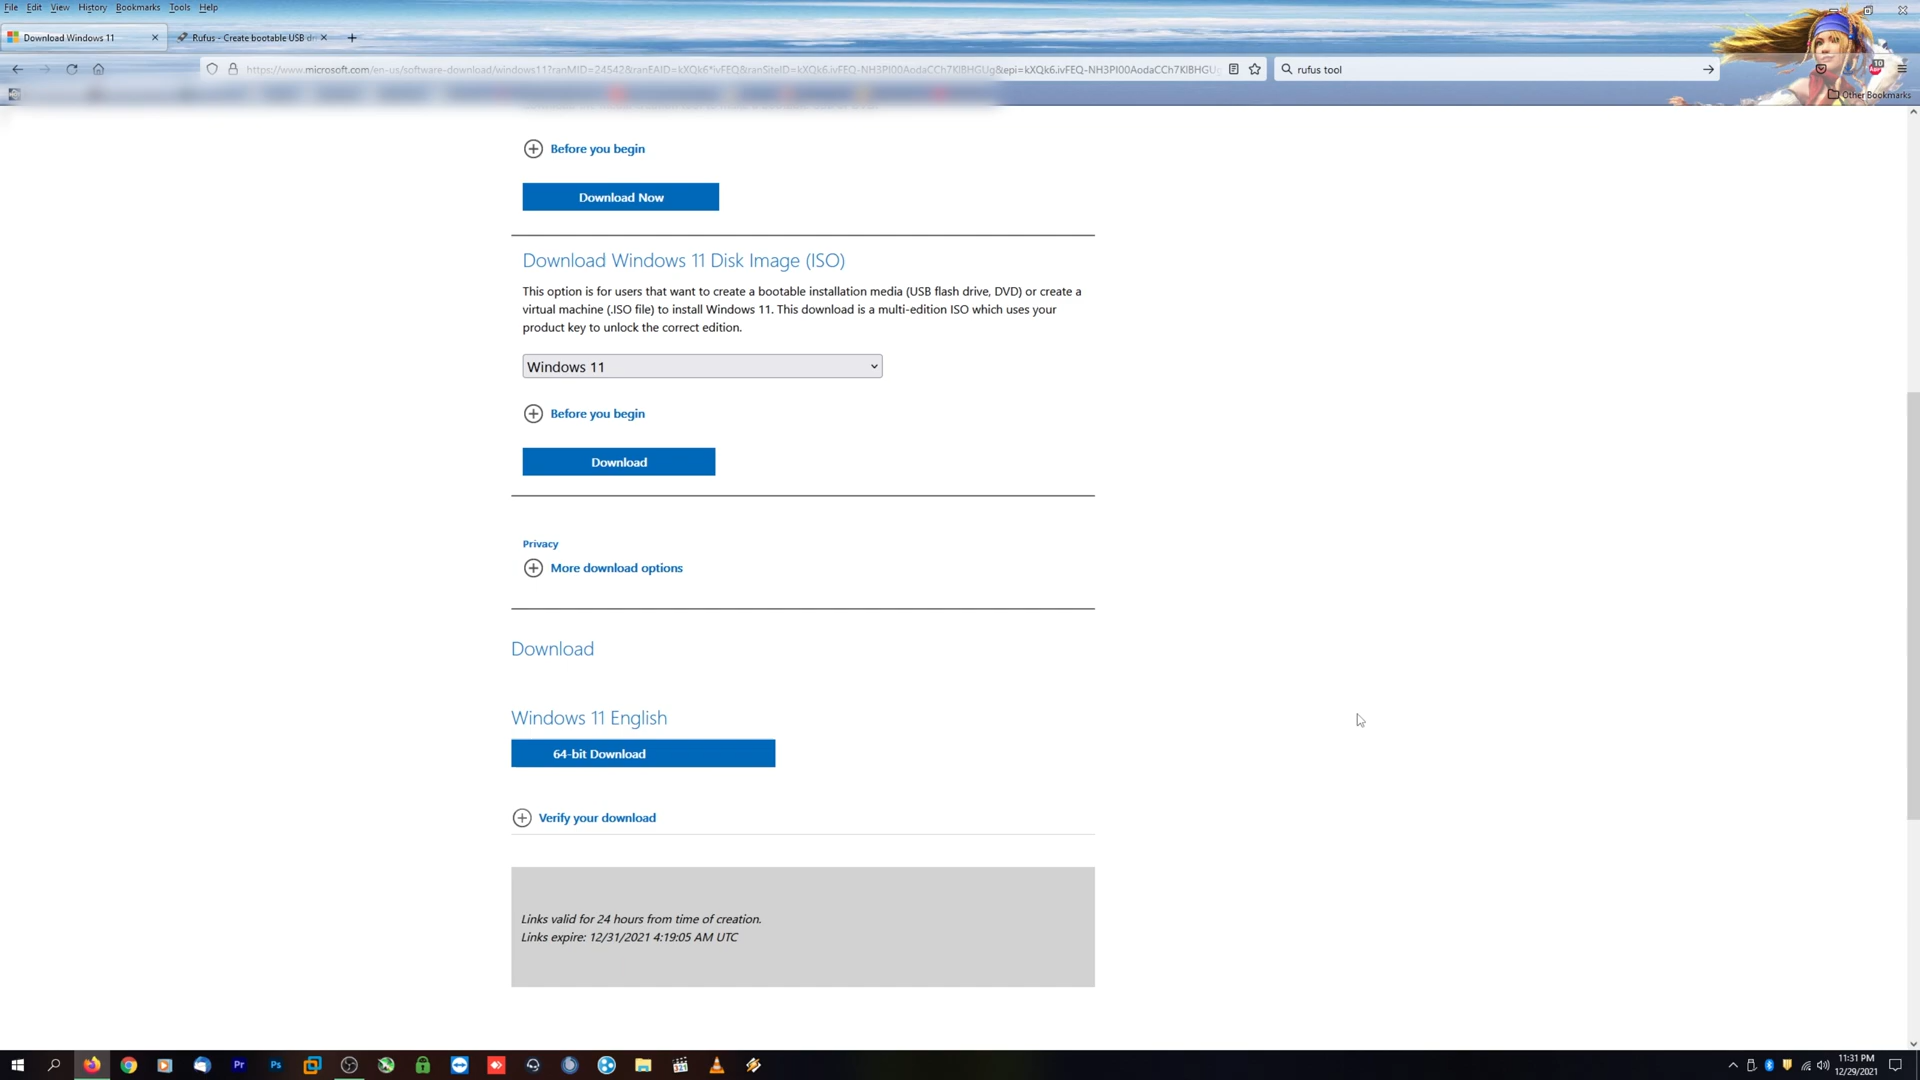 File Edit View History Bookmarks Tools Help
Download Windows 11
Rufus - Create bootable USB dri
rufus tool
Other Bookmarks
Before you begin
Download Now
Download Windows 11 Disk Image (ISO)
This option is for users that want to create a bootable installation media (USB flash drive, DVD) or create a
virtual machine (.ISO file) to install Windows 11. This download is a multi-edition ISO which uses your
product key to unlock the correct edition.
Windows 11
Before you begin
Download
Privacy
More download options
Download
Windows 11 English
64-bit Download
Verify your download
Links valid for 24 hours from time of creation.
Links expire: 12/31/2021 4:19:05 AM UTC
Pr
Ps
11:31 PM
12/29/2021